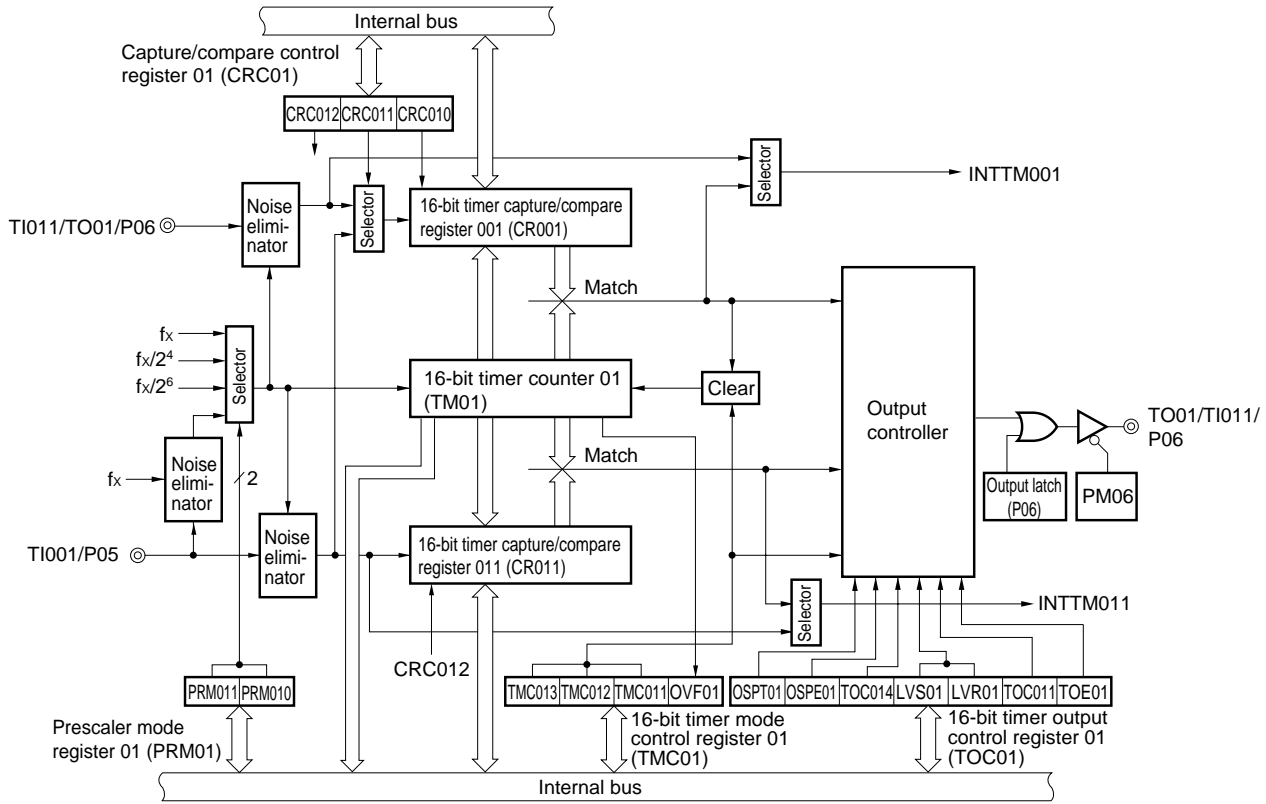 Internal bus
Capture/compare control
register 01 (CRC01)
CRC012 CRC011 CRC010
TI011/TO01/P06
Noise
elimi-
nator
Selector
16-bit timer capture/compare
register 001 (CR001)
Selector
INTTM001
Match
fX
fX/2⁴
fX/2⁶
Selector
16-bit timer counter 01
(TM01)
Clear
Output
controller
TO01/TI011/
P06
Output latch
(P06)
PM06
fX
Noise
elimi-
nator
2
Match
TI001/P05
Noise
elimi-
nator
16-bit timer capture/compare
register 011 (CR011)
Selector
INTTM011
CRC012
PRM011 PRM010
TMC013 TMC012 TMC011 OVF01
OSPT01 OSPE01 TOC014 LVS01 LVR01 TOC011 TOE01
Prescaler mode
register 01 (PRM01)
16-bit timer mode
control register 01
(TMC01)
16-bit timer output
control register 01
(TOC01)
Internal bus